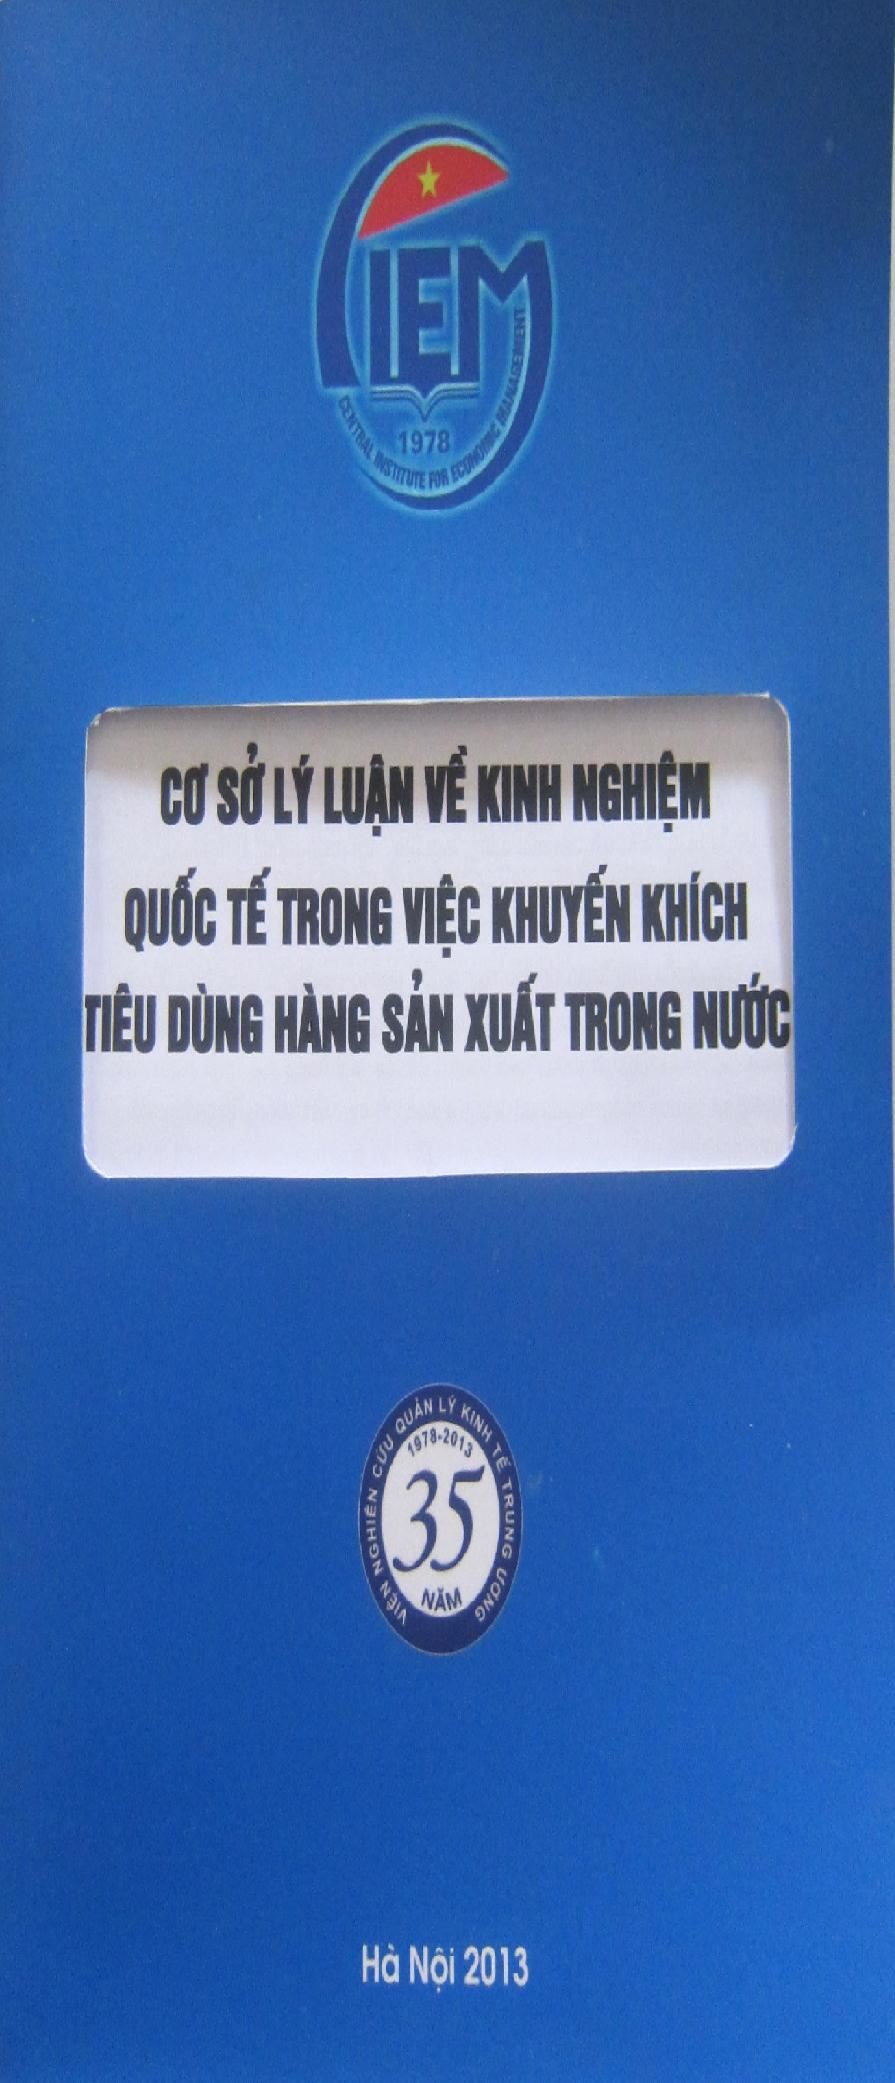 CIEM
1978
CENTRAL INSTITUTE FOR ECONOMIC MANAGEMENT
CƠ SỞ LÝ LUẬN VỀ KINH NGHIỆM
QUỐC TẾ TRONG VIỆC KHUYẾN KHÍCH
TIÊU DÙNG HÀNG SẢN XUẤT TRONG NƯỚC
VIỆN NGHIÊN CỨU QUẢN LÝ KINH TẾ TRUNG ƯƠNG
1978-2013
35
NĂM
Hà Nội 2013